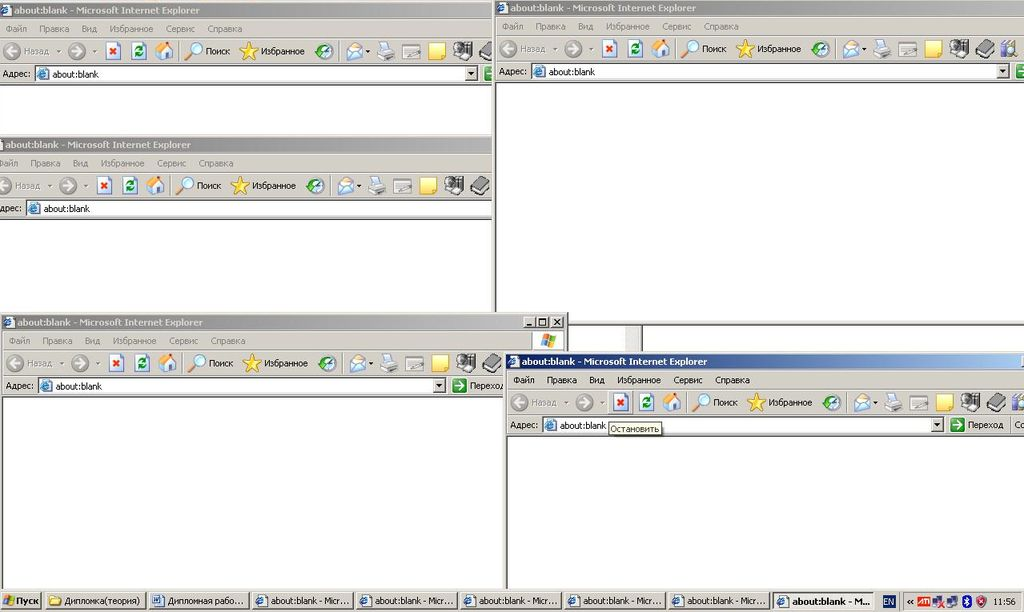 about:blank - Microsoft Internet Explorer
Файл Правка Вид Избранное Сервис Справка
Назад Поиск Избранное
Адрес: about:blank
about:blank - Microsoft Internet Explorer
Файл Правка Вид Избранное Сервис Справка
Назад Поиск Избранное
Адрес: about:blank
about:blank - Microsoft Internet Explorer
Файл Правка Вид Избранное Сервис Справка
Назад Поиск Избранное
дрес: about:blank
about:blank - Microsoft Internet Explorer
Файл Правка Вид Избранное Сервис Справка
Назад Поиск Избранное
Адрес: about:blank Переход
about:blank - Microsoft Internet Explorer
Файл Правка Вид Избранное Сервис Справка
Назад Поиск Избранное
Адрес: about:blank Переход Сс
Остановить
Пуск Дипломка(теория) Дипломная рабо... about:blank - Micr... about:blank - Micr... about:blank - Micr... about:blank - Micr... about:blank - Micr... about:blank - M... EN « 11:56